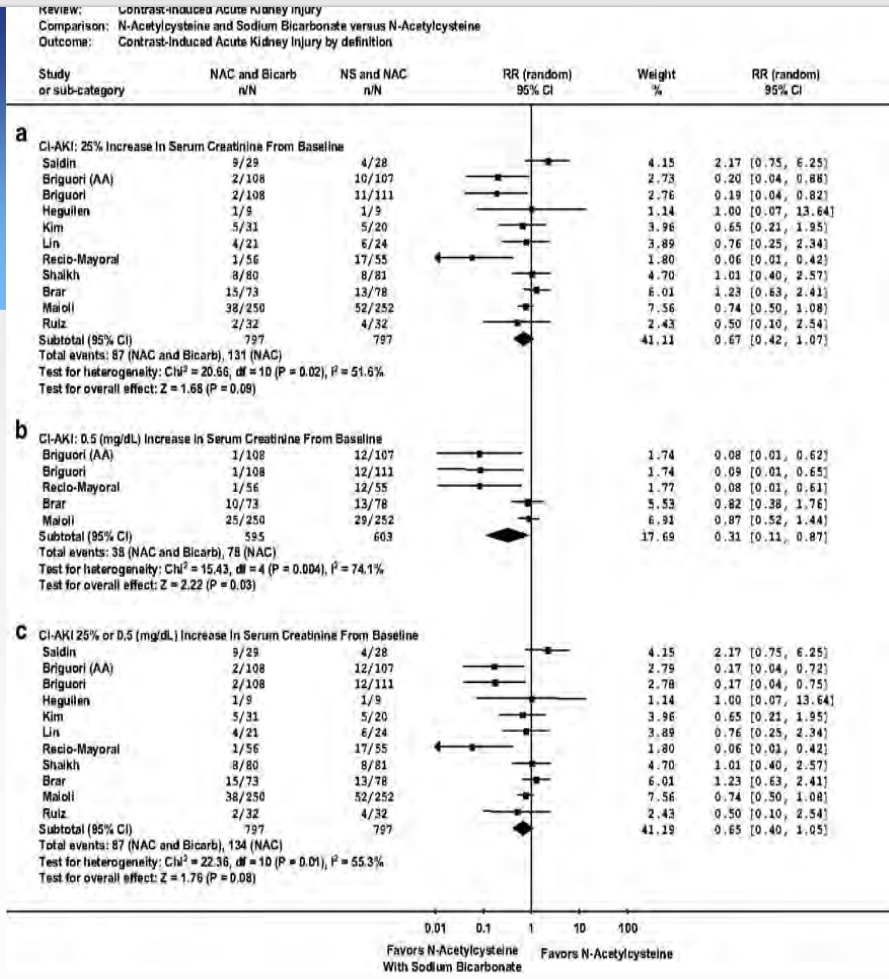 Review: Contrast-Induced Acute Kidney Injury
Comparison: N-Acetylcysteine and Sodium Bicarbonate versus N-Acetylcysteine
Outcome: Contrast-Induced Acute Kidney Injury by definition
Study NAC and Bicarb NS and NAC RR (random) Weight RR (random)
or sub-category n/N n/N 95% CI % 95% CI
a
CI-AKI: 25% Increase In Serum Creatinine From Baseline
Saidin 9/29 4/28 4.15 2.17 [0.75, 6.25]
Briguori (AA) 2/108 10/107 2.73 0.20 [0.04, 0.88]
Briguori 2/108 11/111 2.76 0.19 [0.04, 0.82]
Heguilen 1/9 1/9 1.14 1.00 [0.07, 13.64]
Kim 5/31 5/20 3.96 0.65 [0.21, 1.95]
Lin 4/21 6/24 3.89 0.76 [0.25, 2.34]
Recio-Mayoral 1/56 17/55 1.80 0.06 [0.01, 0.42]
Shaikh 8/80 8/81 4.70 1.01 [0.40, 2.57]
Brar 15/73 13/78 6.01 1.23 [0.63, 2.41]
Maioli 38/250 52/252 7.56 0.74 [0.50, 1.08]
Ruiz 2/32 4/32 2.43 0.50 [0.10, 2.54]
Subtotal (95% CI) 797 797 41.11 0.67 [0.42, 1.07]
Total events: 87 (NAC and Bicarb), 131 (NAC)
Test for heterogeneity: Chi² = 20.66, df = 10 (P = 0.02), I² = 51.6%
Test for overall effect: Z = 1.68 (P = 0.09)
b
CI-AKI: 0.5 (mg/dL) Increase in Serum Creatinine From Baseline
Briguori (AA) 1/108 12/107 1.74 0.08 [0.01, 0.62]
Briguori 1/108 12/111 1.74 0.09 [0.01, 0.65]
Recio-Mayoral 1/56 12/55 1.77 0.08 [0.01, 0.61]
Brar 10/73 13/78 5.53 0.82 [0.38, 1.76]
Maioli 25/250 29/252 6.91 0.87 [0.52, 1.44]
Subtotal (95% CI) 595 603 17.69 0.31 [0.11, 0.87]
Total events: 38 (NAC and Bicarb), 78 (NAC)
Test for heterogeneity: Chi² = 15.43, df = 4 (P = 0.004), I² = 74.1%
Test for overall effect: Z = 2.22 (P = 0.03)
c
CI-AKI 25% or 0.5 (mg/dL) Increase In Serum Creatinine From Baseline
Saidin 9/29 4/28 4.15 2.17 [0.75, 6.25]
Briguori (AA) 2/108 12/107 2.79 0.17 [0.04, 0.72]
Briguori 2/108 12/111 2.78 0.17 [0.04, 0.75]
Heguilen 1/9 1/9 1.14 1.00 [0.07, 13.64]
Kim 5/31 5/20 3.96 0.65 [0.21, 1.95]
Lin 4/21 6/24 3.89 0.76 [0.25, 2.34]
Recio-Mayoral 1/56 17/55 1.80 0.06 [0.01, 0.42]
Shaikh 8/80 8/81 4.70 1.01 [0.40, 2.57]
Brar 15/73 13/78 6.01 1.23 [0.63, 2.41]
Maioli 38/250 52/252 7.56 0.74 [0.50, 1.08]
Ruiz 2/32 4/32 2.43 0.50 [0.10, 2.54]
Subtotal (95% CI) 797 797 41.19 0.65 [0.40, 1.05]
Total events: 87 (NAC and Bicarb), 134 (NAC)
Test for heterogeneity: Chi² = 22.36, df = 10 (P = 0.01), I² = 55.3%
Test for overall effect: Z = 1.76 (P = 0.08)
0.01 0.1 1 10 100
Favors N-Acetylcysteine Favors N-Acetylcysteine
With Sodium Bicarbonate